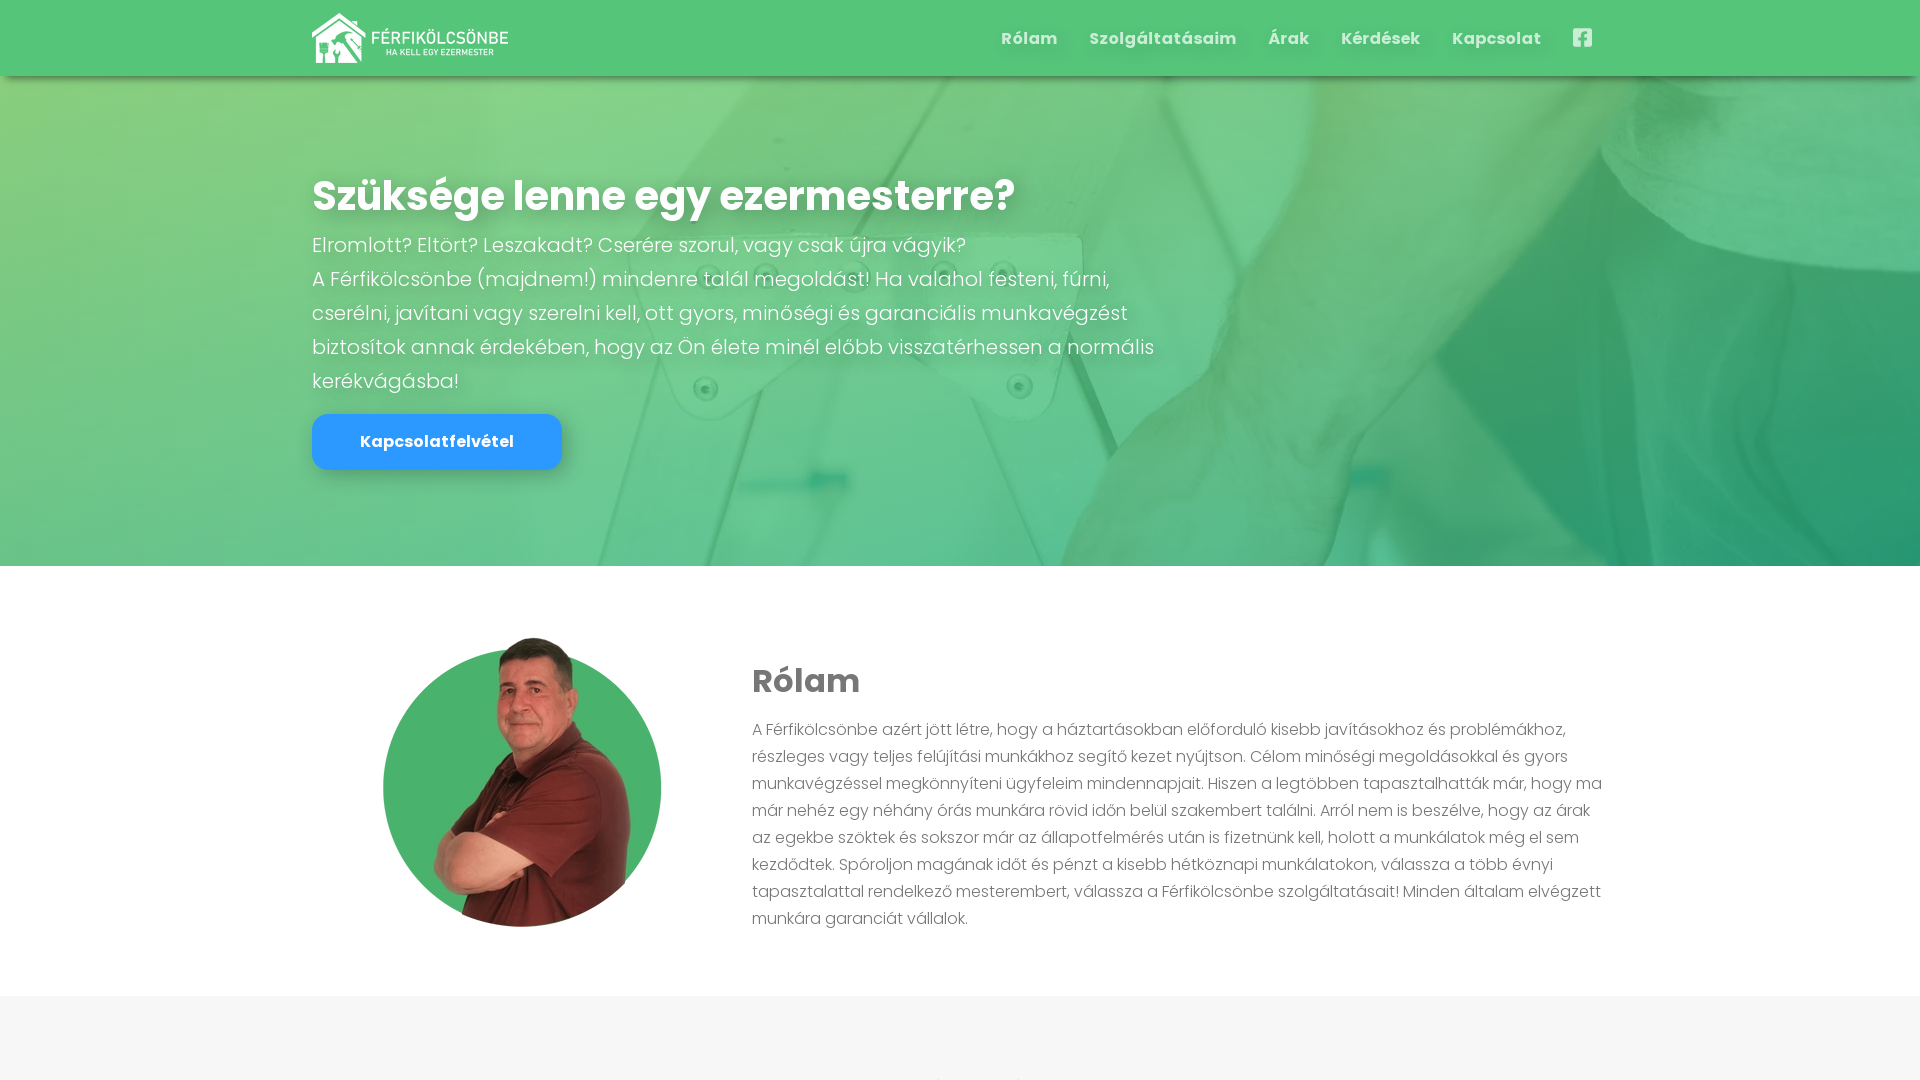 FÉRFIKÖLCSÖNBE
HA KELL EGY EZERMESTER
Rólam
Szolgáltatásaim
Árak
Kérdések
Kapcsolat
Szüksége lenne egy ezermesterre?
Elromlott? Eltört? Leszakadt? Cserére szorul, vagy csak újra vágyik?
A Férfikölcsönbe (majdnem!) mindenre talál megoldást! Ha valahol festeni, fúrni,
cserélni, javítani vagy szerelni kell, ott gyors, minőségi és garanciális munkavégzést
biztosítok annak érdekében, hogy az Ön élete minél előbb visszatérhessen a normális
kerékvágásba!
Kapcsolatfelvétel
Rólam
A Férfikölcsönbe azért jött létre, hogy a háztartásokban előforduló kisebb javításokhoz és problémákhoz,
részleges vagy teljes felújítási munkákhoz segítő kezet nyújtson. Célom minőségi megoldásokkal és gyors
munkavégzéssel megkönnyíteni ügyfeleim mindennapjait. Hiszen a legtöbben tapasztalhatták már, hogy ma
már nehéz egy néhány órás munkára rövid időn belül szakembert találni. Arról nem is beszélve, hogy az árak
az egekbe szöktek és sokszor már az állapotfelmérés után is fizetnünk kell, holott a munkálatok még el sem
kezdődtek. Spóroljon magának időt és pénzt a kisebb hétköznapi munkálatokon, válassza a több évnyi
tapasztalattal rendelkező mesterembert, válassza a Férfikölcsönbe szolgáltatásait! Minden általam elvégzett
munkára garanciát vállalok.